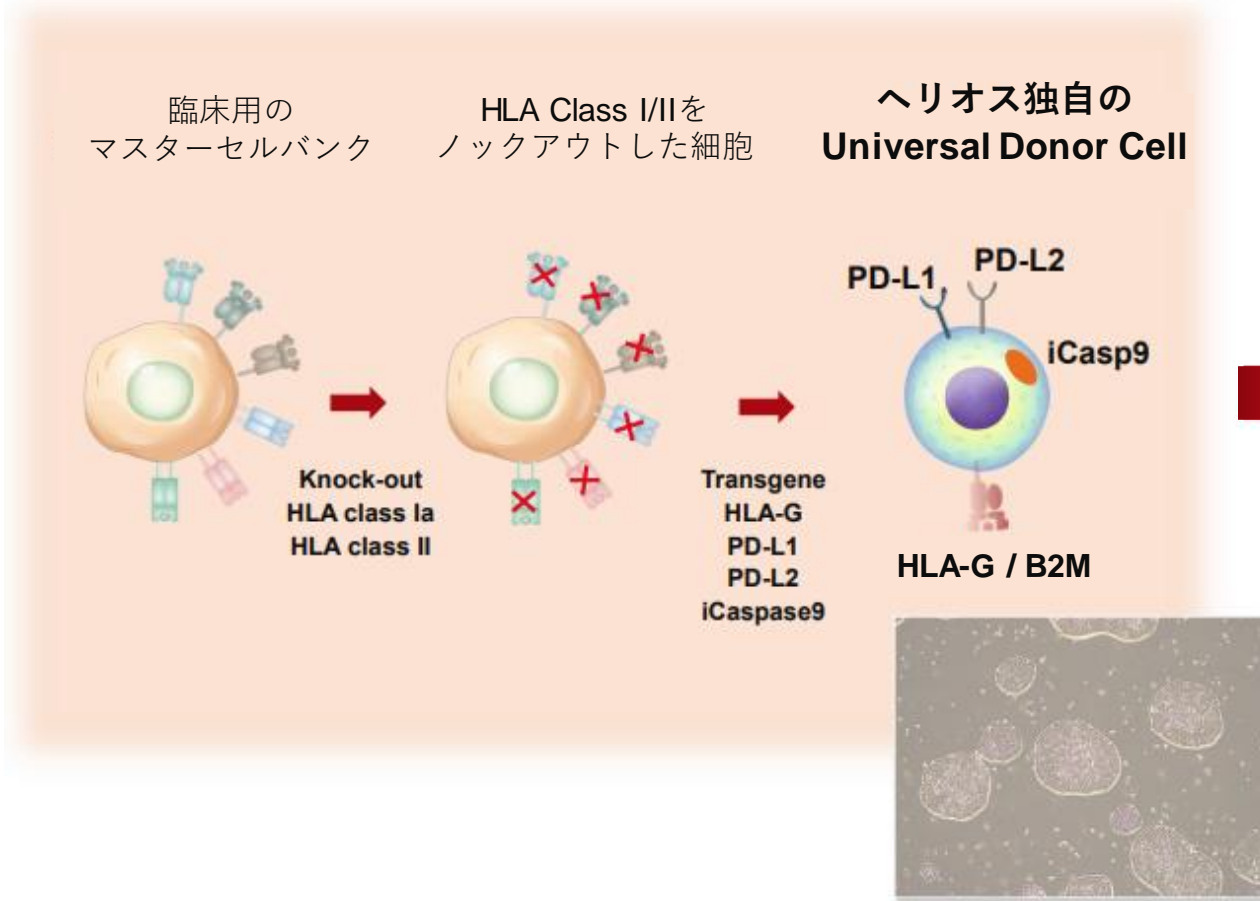 臨床用の
マスターセルバンク
HLA Class I/IIを
ノックアウトした細胞
ヘリオス独自の
Universal Donor Cell
Knock-out
HLA class Ia
HLA class II
Transgene
HLA-G
PD-L1
PD-L2
iCaspase9
PD-L1
PD-L2
iCasp9
HLA-G / B2M